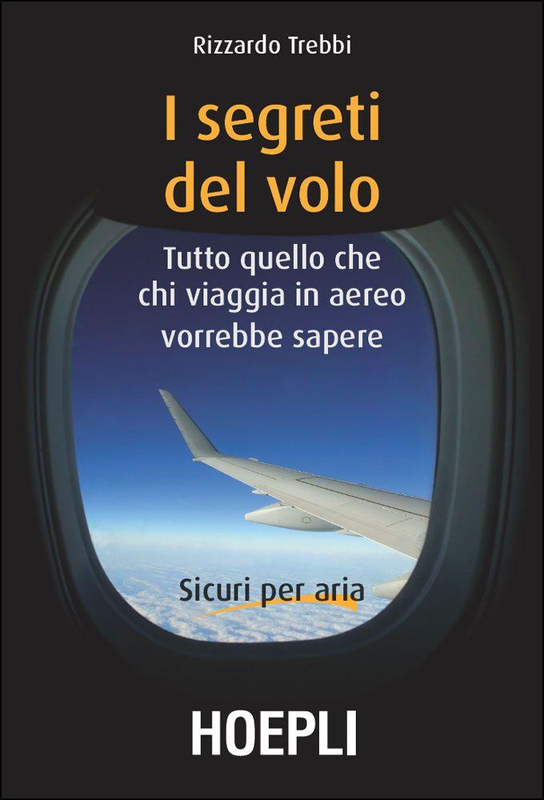 Rizzardo Trebbi
I segreti
del volo
Tutto quello che
chi viaggia in aereo
vorrebbe sapere
Sicuri per aria
HOEPLI